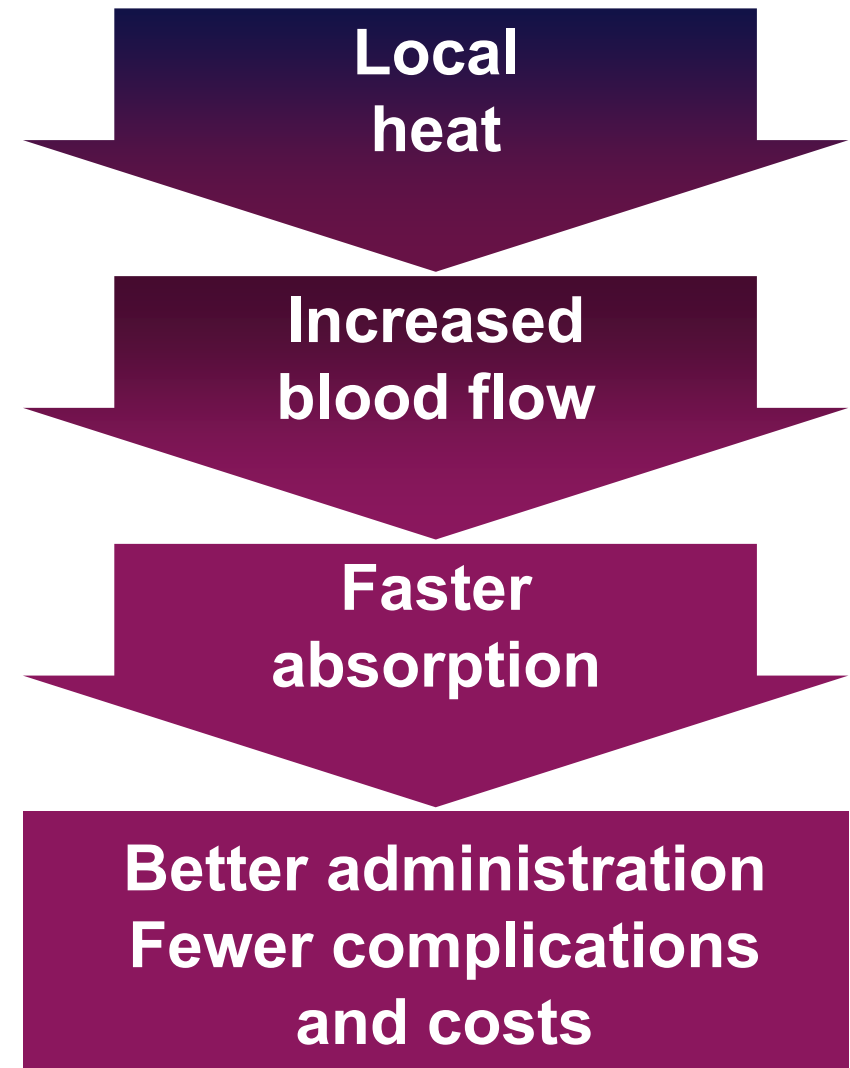 Local
heat
Increased
blood flow
Faster
absorption
Better administration
Fewer complications
and costs